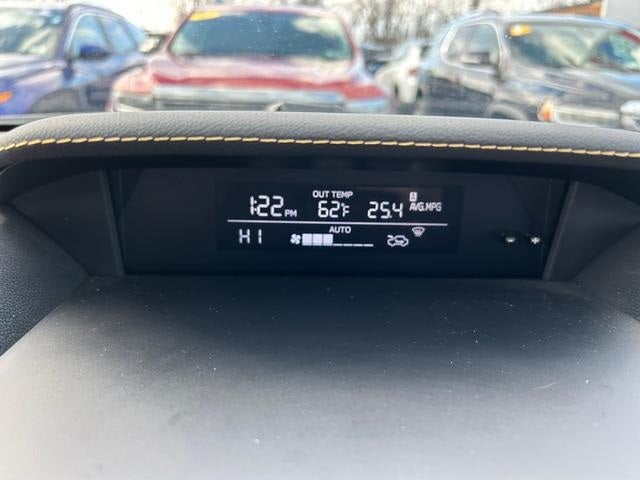 OUT TEMP A
1:22 PM 62°F 25.4 AVG.MPG
AUTO
HI
- +